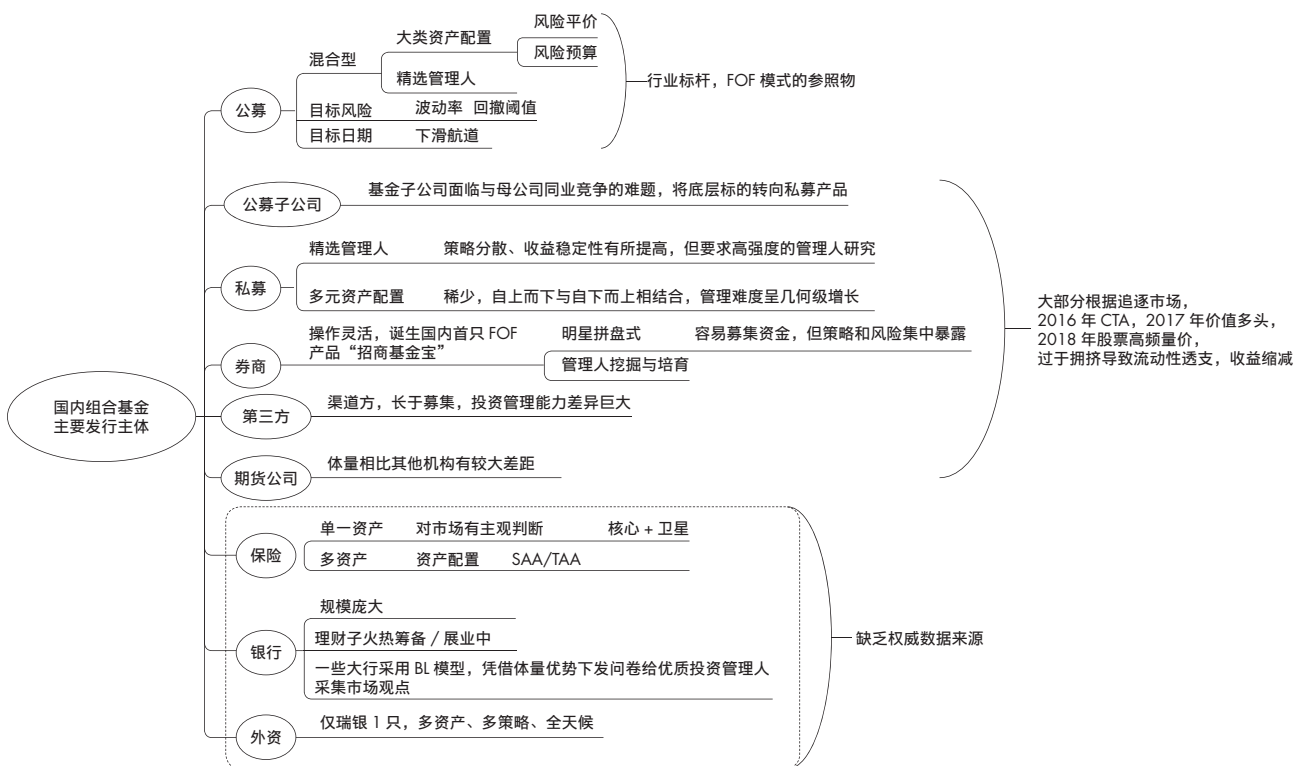 国内组合基金
主要发行主体
公募
混合型
大类资产配置
风险平价
风险预算
精选管理人
目标风险 波动率 回撤阈值
目标日期 下滑航道
行业标杆，FOF 模式的参照物
公募子公司
基金子公司面临与母公司同业竞争的难题，将底层标的转向私募产品
私募
精选管理人 策略分散、收益稳定性有所提高，但要求高强度的管理人研究
多元资产配置 稀少，自上而下与自下而上相结合，管理难度呈几何级增长
券商
操作灵活，诞生国内首只 FOF
产品“招商基金宝”
明星拼盘式 容易募集资金，但策略和风险集中暴露
管理人挖掘与培育
第三方
渠道方，长于募集，投资管理能力差异巨大
期货公司
体量相比其他机构有较大差距
大部分根据追逐市场，
2016 年 CTA，2017 年价值多头，
2018 年股票高频量价，
过于拥挤导致流动性透支，收益缩减
保险
单一资产 对市场有主观判断 核心 + 卫星
多资产 资产配置 SAA/TAA
银行
规模庞大
理财子火热筹备 / 展业中
一些大行采用 BL 模型，凭借体量优势下发问卷给优质投资管理人
采集市场观点
外资
仅瑞银 1 只，多资产、多策略、全天候
缺乏权威数据来源